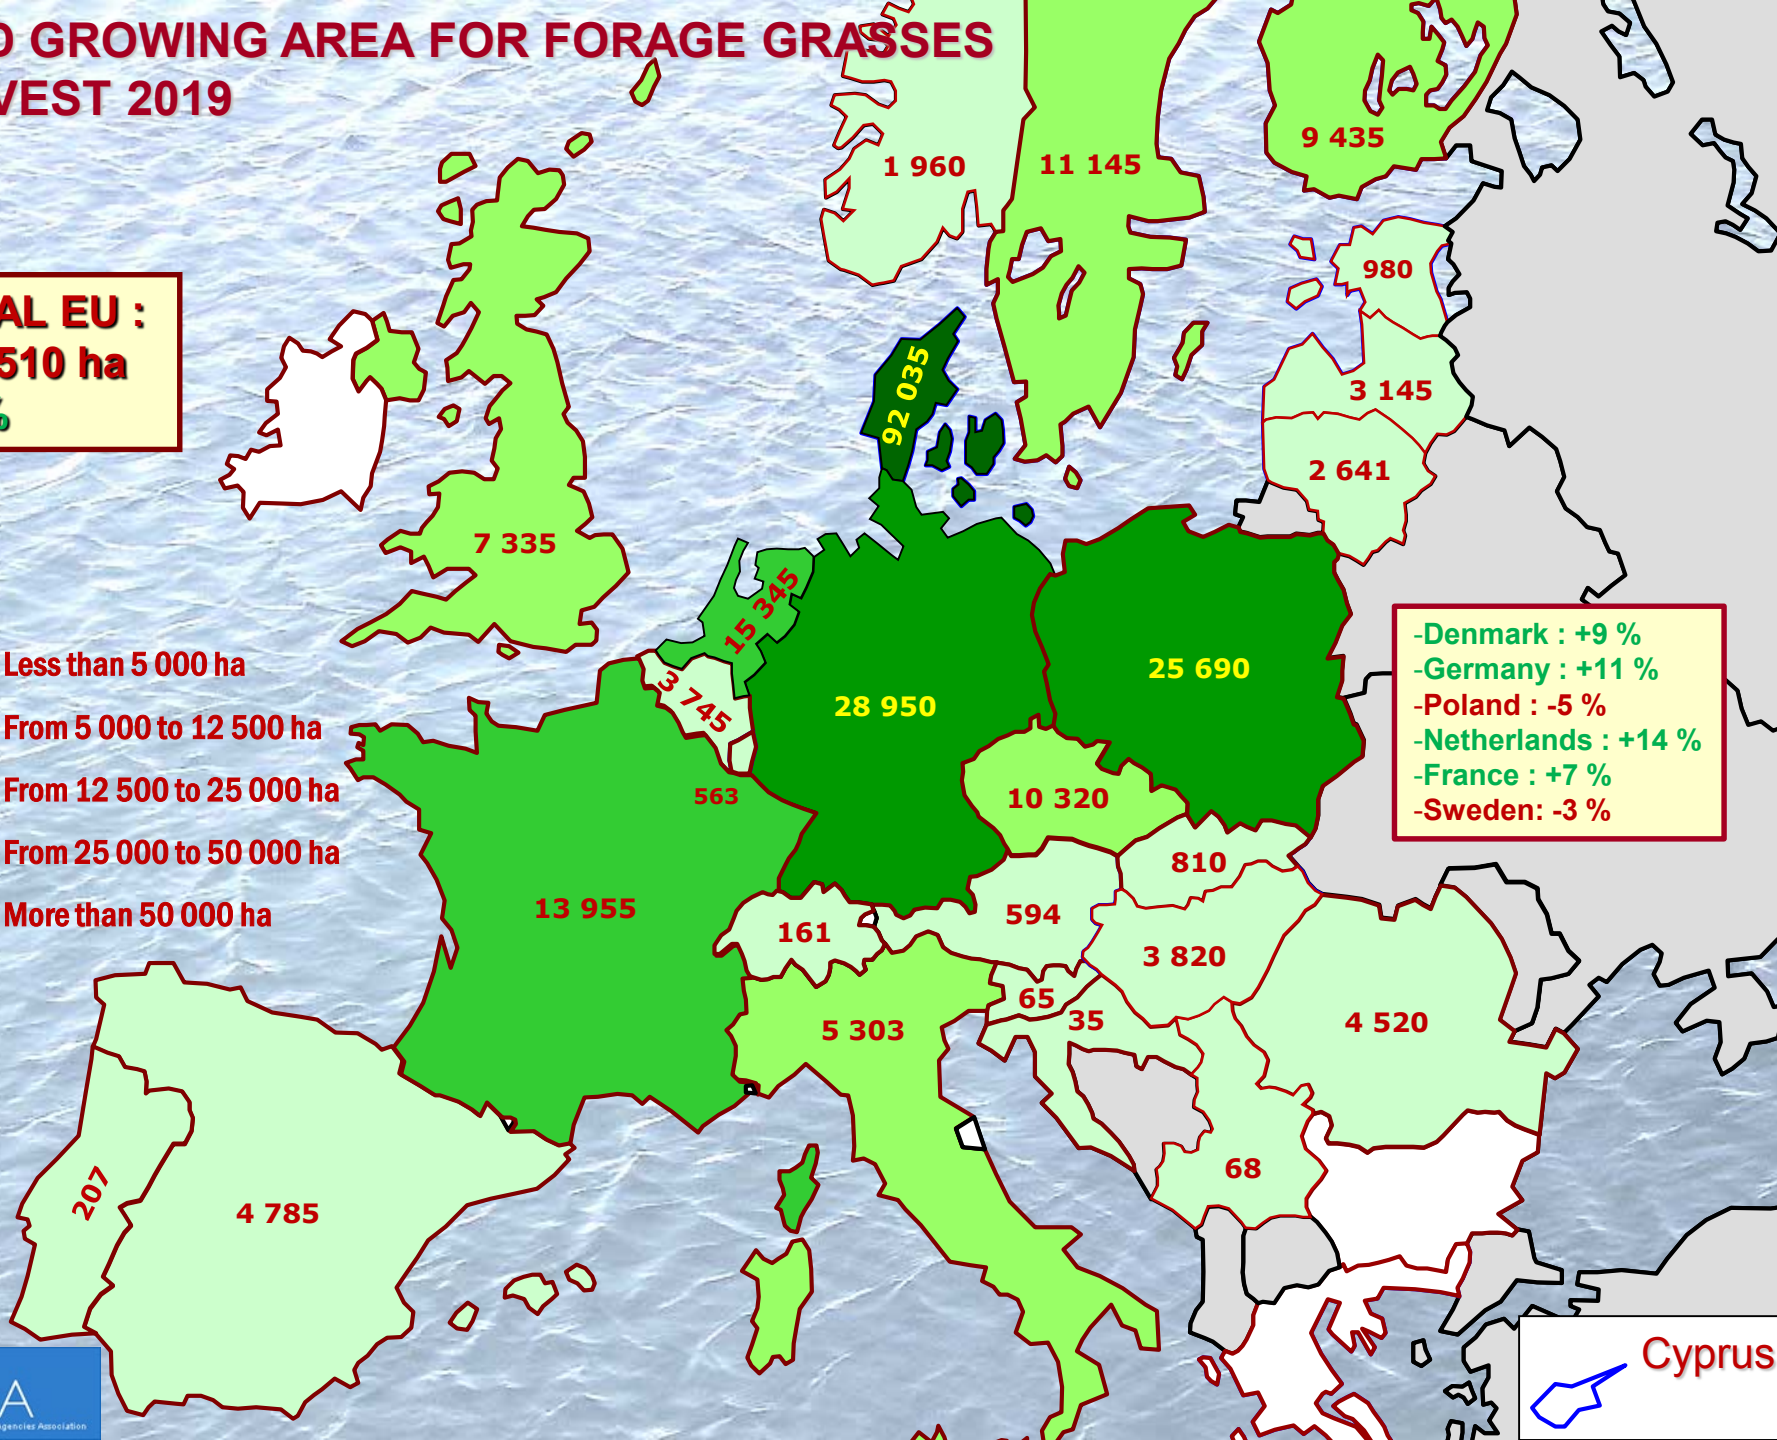 GROWING AREA FOR FORAGE GRASSES
VEST 2019
1 960
11 145
9 435
980
AL EU :
510 ha
%
92 035
3 145
2 641
7 335
15 345
Less than 5 000 ha
From 5 000 to 12 500 ha
From 12 500 to 25 000 ha
From 25 000 to 50 000 ha
More than 50 000 ha
3 745
28 950
25 690
-Denmark : +9 %
-Germany : +11 %
-Poland : -5 %
-Netherlands : +14 %
-France : +7 %
-Sweden: -3 %
563
10 320
810
13 955
161
594
3 820
65
35
5 303
4 520
207
4 785
68
Cyprus
A
gencies Association